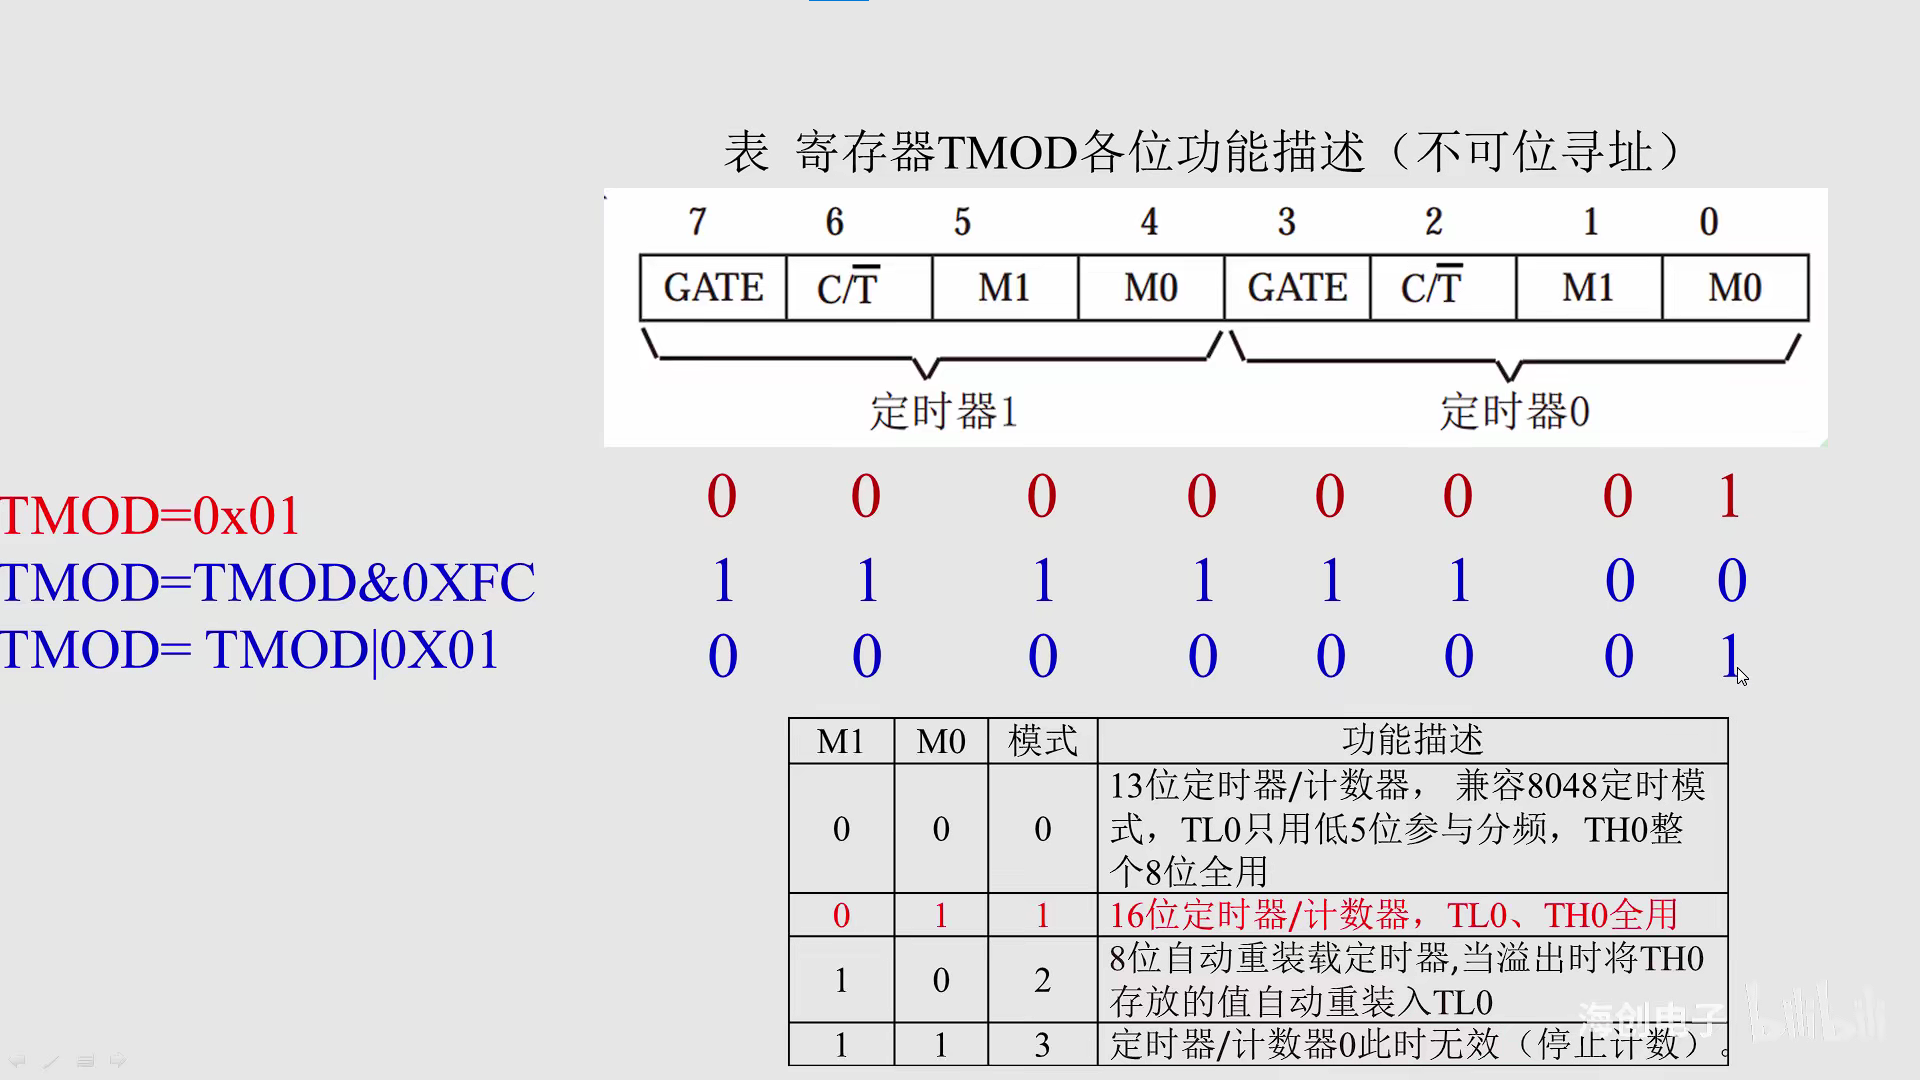 表 寄存器TMOD各位功能描述（不可位寻址）
7 6 5 4 3 2 1 0
GATE C/T̅ M1 M0 GATE C/T̅ M1 M0
定时器1 定时器0
TMOD=0x01 0 0 0 0 0 0 0 1
TMOD=TMOD&0XFC 1 1 1 1 1 1 0 0
TMOD= TMOD|0X01 0 0 0 0 0 0 0 1
M1 M0 模式 功能描述
13位定时器/计数器， 兼容8048定时模
0 0 0 式，TL0只用低5位参与分频，TH0整
个8位全用
0 1 1 16位定时器/计数器，TL0、TH0全用
8位自动重装载定时器,当溢出时将TH0
1 0 2 存放的值自动重装入TL0
1 1 3 定时器/计数器0此时无效（停止计数）。
海创电子 bilibili